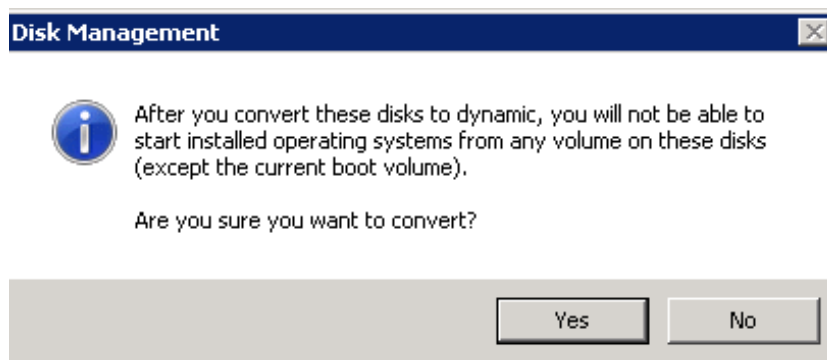 Disk Management
After you convert these disks to dynamic, you will not be able to
start installed operating systems from any volume on these disks
(except the current boot volume).
Are you sure you want to convert?
Yes
No